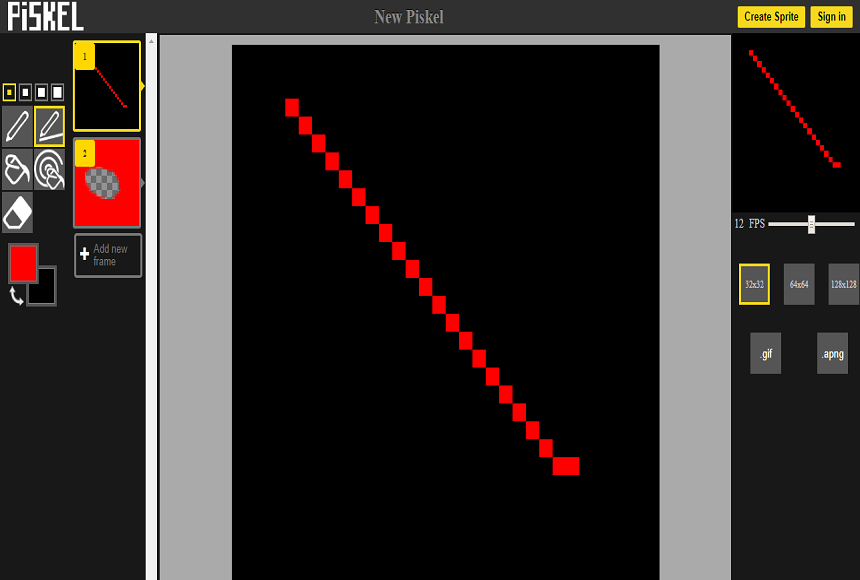 PiSKEL
New Piskel
Create Sprite
Sign in
1
2
Add new
frame
12 FPS
32x32
64x64
128x128
.gif
.apng